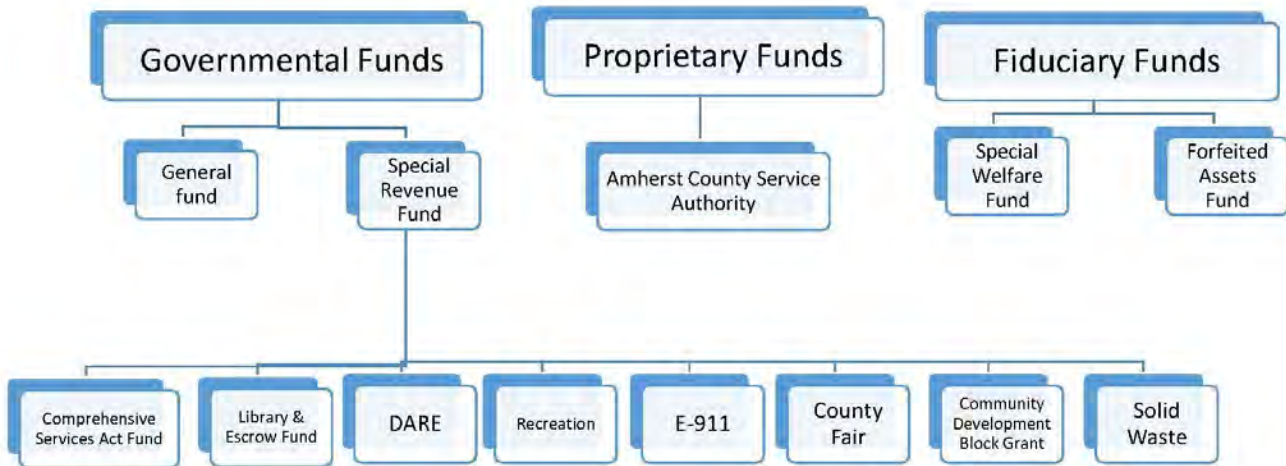 Governmental Funds
Proprietary Funds
Fiduciary Funds
General
fund
Special
Revenue
Fund
Amherst County Service
Authority
Special
Welfare
Fund
Forfeited
Assets
Fund
Comprehensive
Services Act Fund
Library &
Escrow Fund
DARE
Recreation
E-911
County
Fair
Community
Development
Block Grant
Solid
Waste